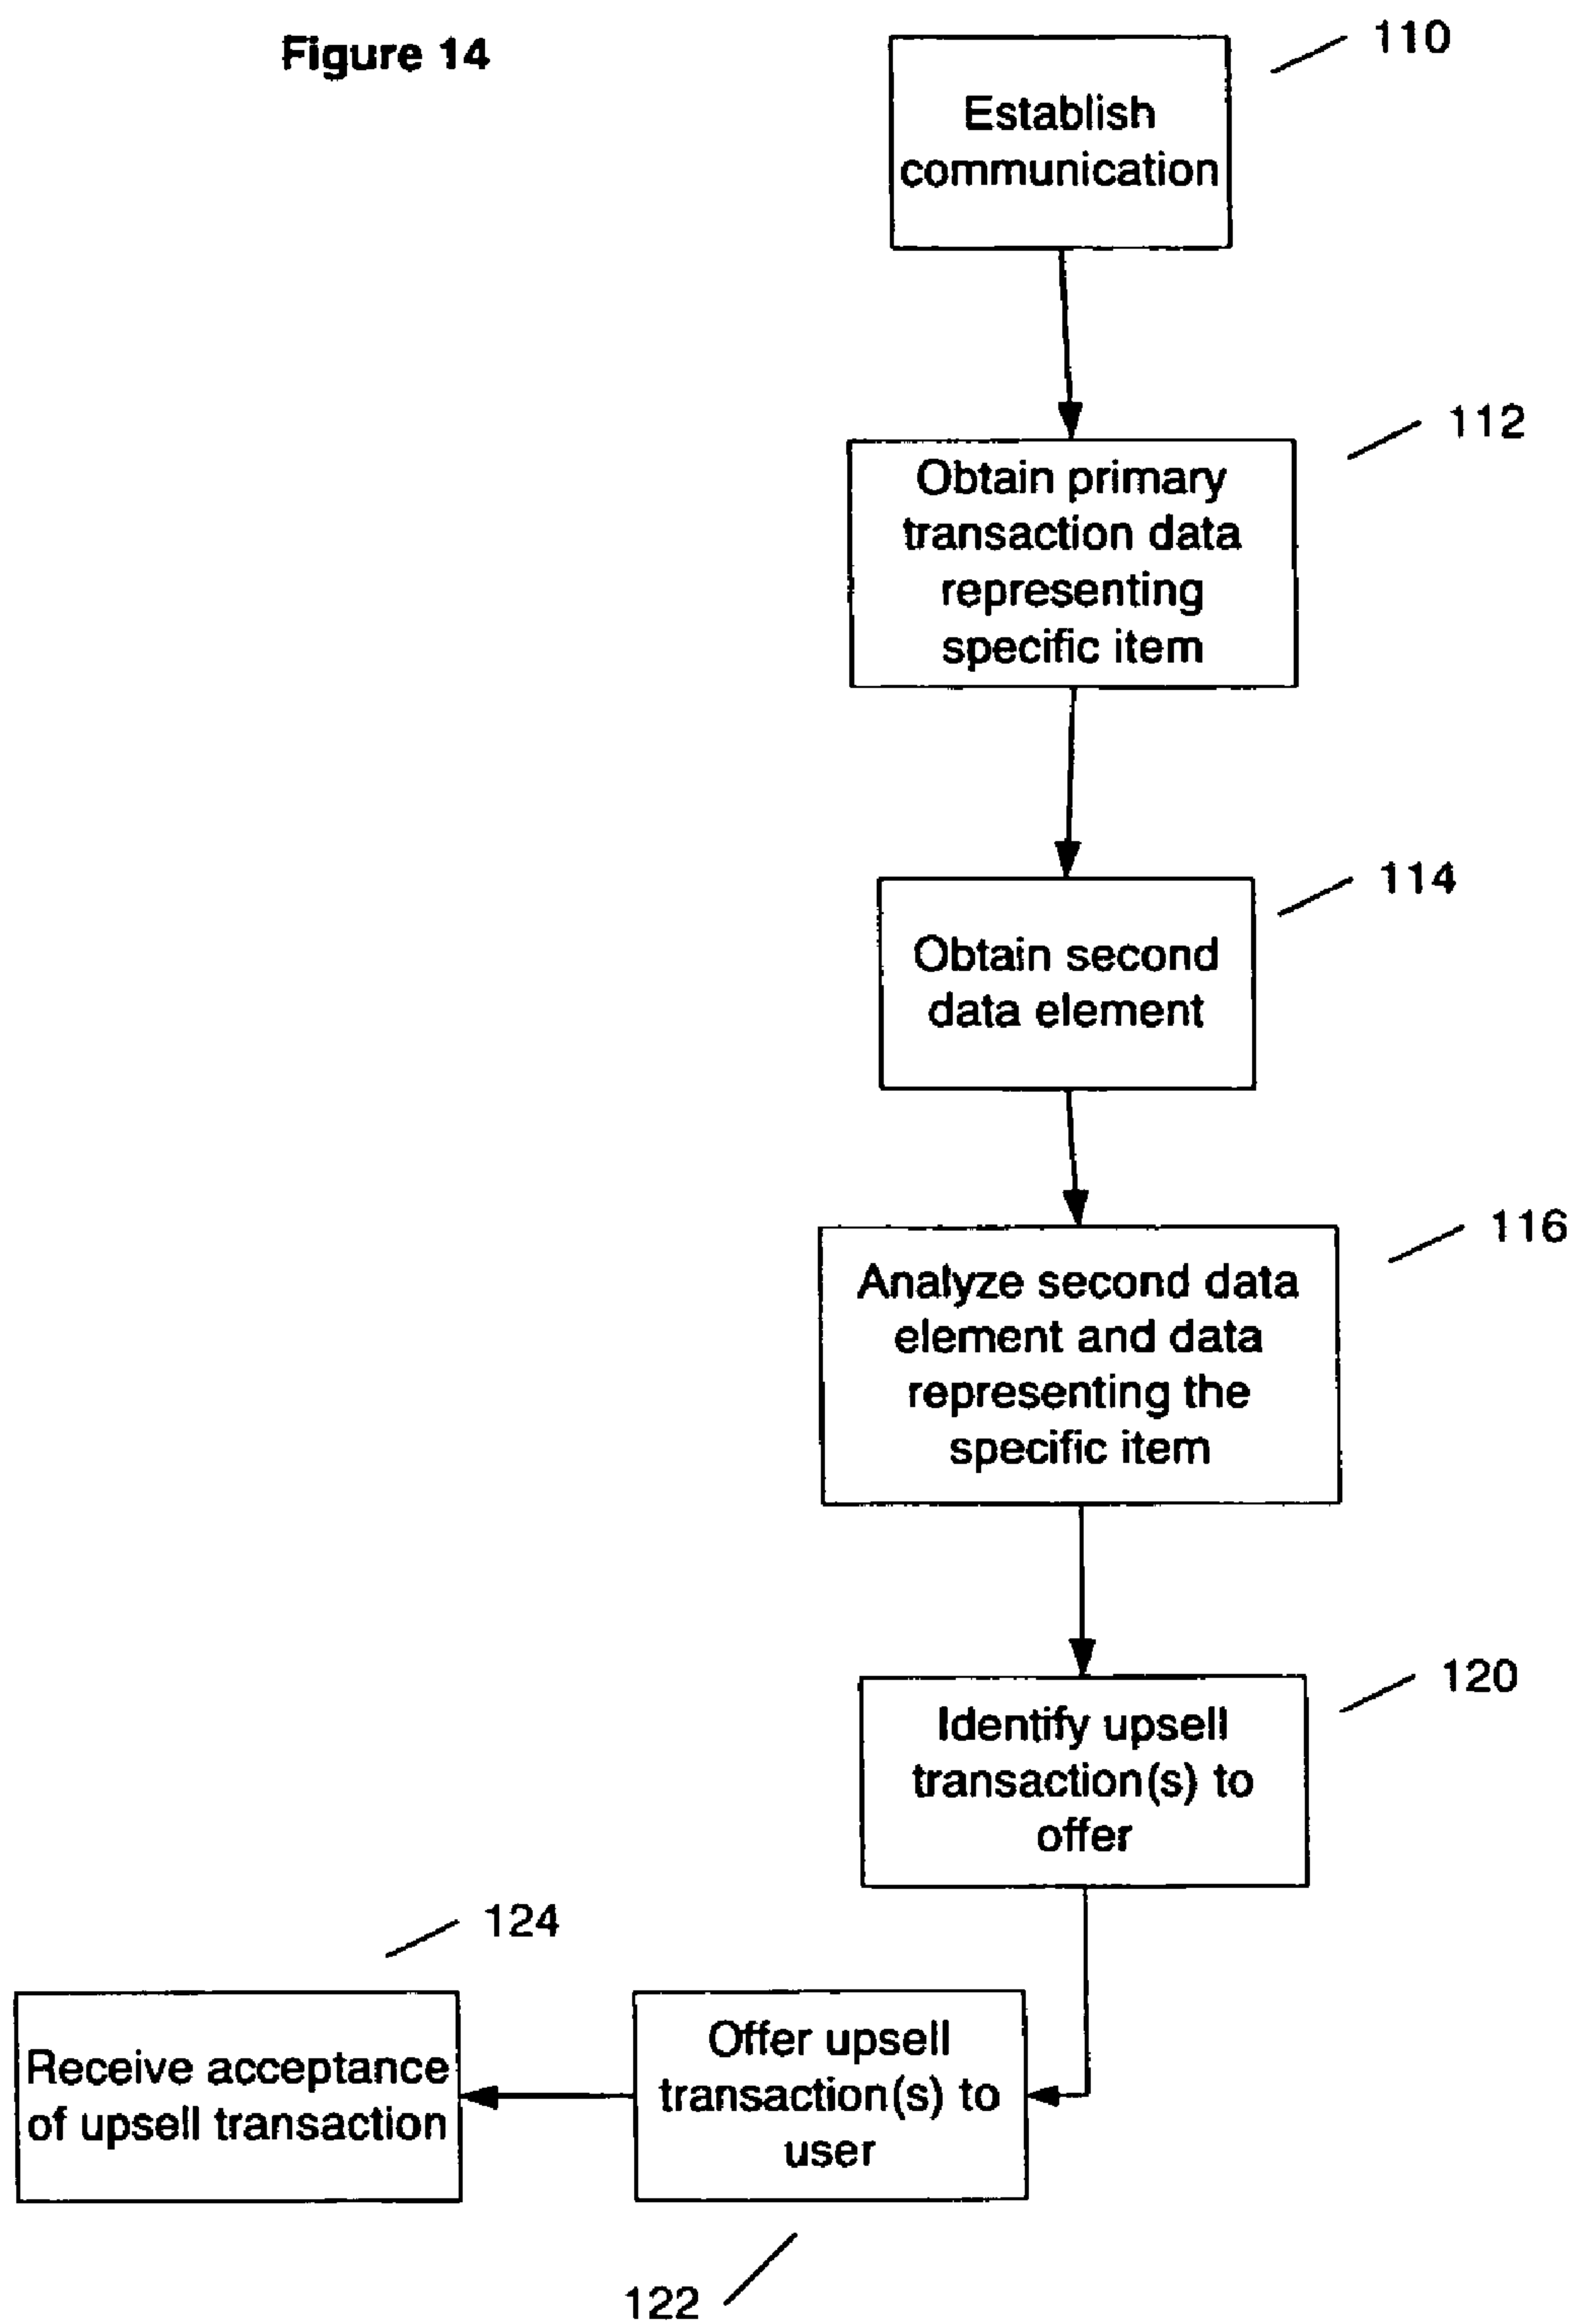 Figure 14
110
Establish
communication
112
Obtain primary
transaction data
representing
specific item
114
Obtain second
data element
116
Analyze second data
element and data
representing the
specific item
120
Identify upsell
transaction(s) to
offer
124
Receive acceptance
of upsell transaction
Offer upsell
transaction(s) to
user
122